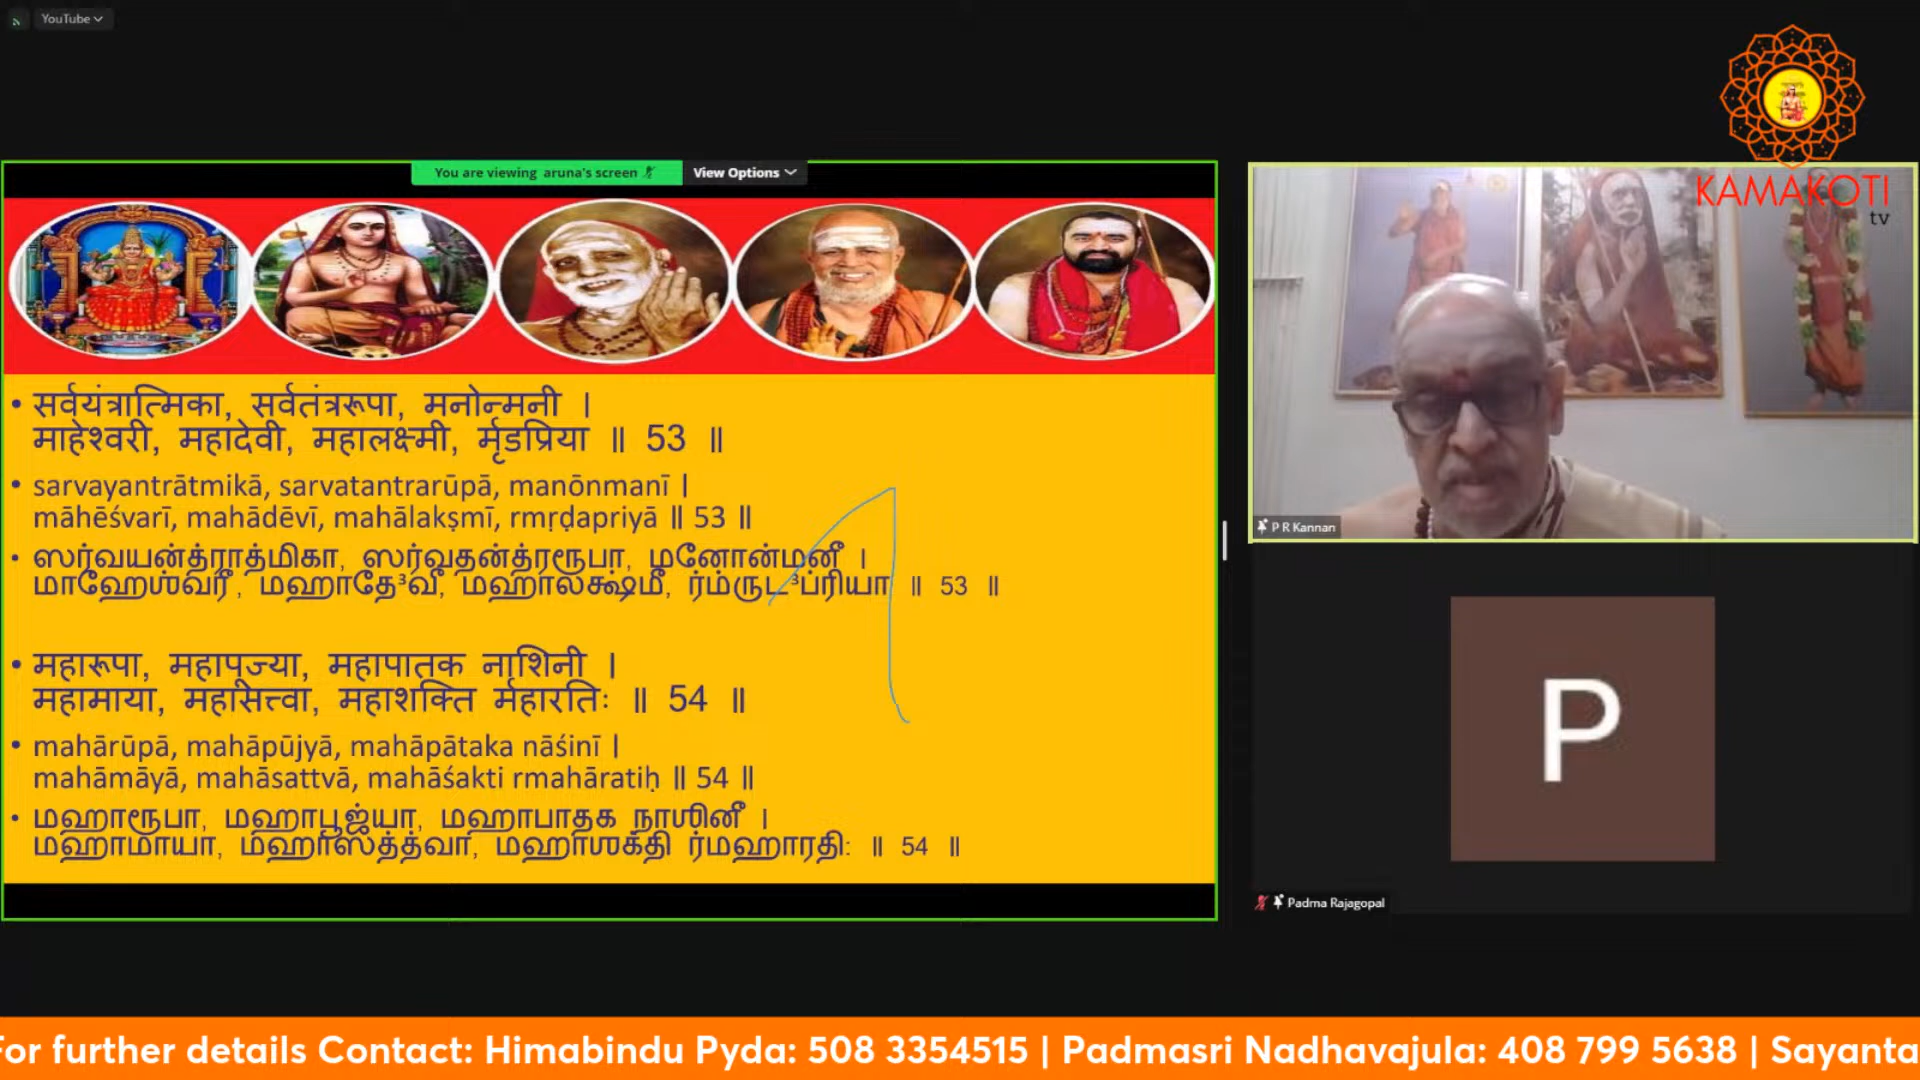 YouTube
KAMAKOTI
tv
You are viewing aruna's screen
View Options
• सर्वयंत्रात्मिका, सर्वतंत्ररूपा, मनोन्मनी |
माहेश्वरी, महादेवी, महालक्ष्मी, र्मृडप्रिया ॥ 53 ॥
• sarvayantrātmikā, sarvatantrarūpā, manōnmanī |
māhēśvarī, mahādēvī, mahālakṣmī, rmṛḍapriyā ॥ 53 ॥
• ஸர்வயன்த்ராத்மிகா, ஸர்வதன்த்ரரூபா, மனோன்மனீ |
மாஹேஶ்வரீ, மஹாதே³வீ, மஹாலக்ஷ்மீ, ர்ம்ருட³ப்ரியா ॥ 53 ॥
• महारूपा, महापूज्या, महापातक नाशिनी |
महामाया, महासत्त्वा, महाशक्ति र्महारतिः ॥ 54 ॥
• mahārūpā, mahāpūjyā, mahāpātaka nāśinī |
mahāmāyā, mahāsattvā, mahāśakti rmahāratiḥ ॥ 54 ॥
• மஹாரூபா, மஹாபூஜ்யா, மஹாபாதக நாஶினீ |
மஹாமாயா, மஹாஸத்த்வா, மஹாஶக்தி ர்மஹாரதி: ॥ 54 ॥
P R Kannan
P
Padma Rajagopal
For further details Contact: Himabindu Pyda: 508 3354515 | Padmasri Nadhavajula: 408 799 5638 | Sayanta